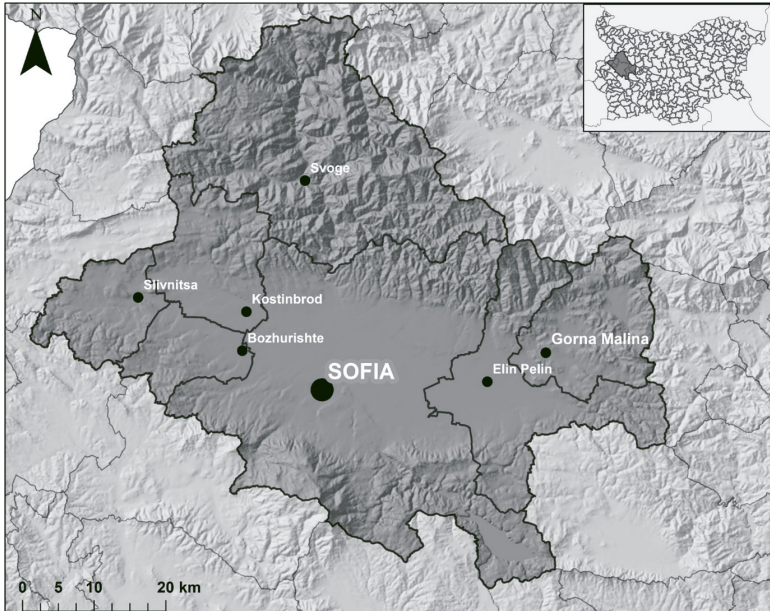 N
Svoge
Slivnitsa
Kostinbrod
Bozhurishte
Gorna Malina
SOFIA
Elin Pelin
0 5 10 20 km